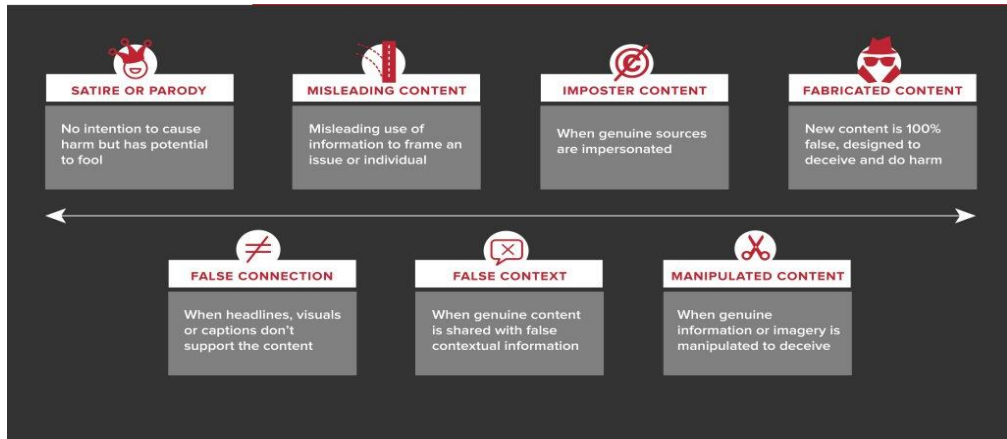 SATIRE OR PARODY
No intention to cause
harm but has potential
to fool
MISLEADING CONTENT
Misleading use of
information to frame an
issue or individual
IMPOSTER CONTENT
When genuine sources
are impersonated
FABRICATED CONTENT
New content is 100%
false, designed to
deceive and do harm
FALSE CONNECTION
When headlines, visuals
or captions don't
support the content
FALSE CONTEXT
When genuine content
is shared with false
contextual information
MANIPULATED CONTENT
When genuine
information or imagery is
manipulated to deceive